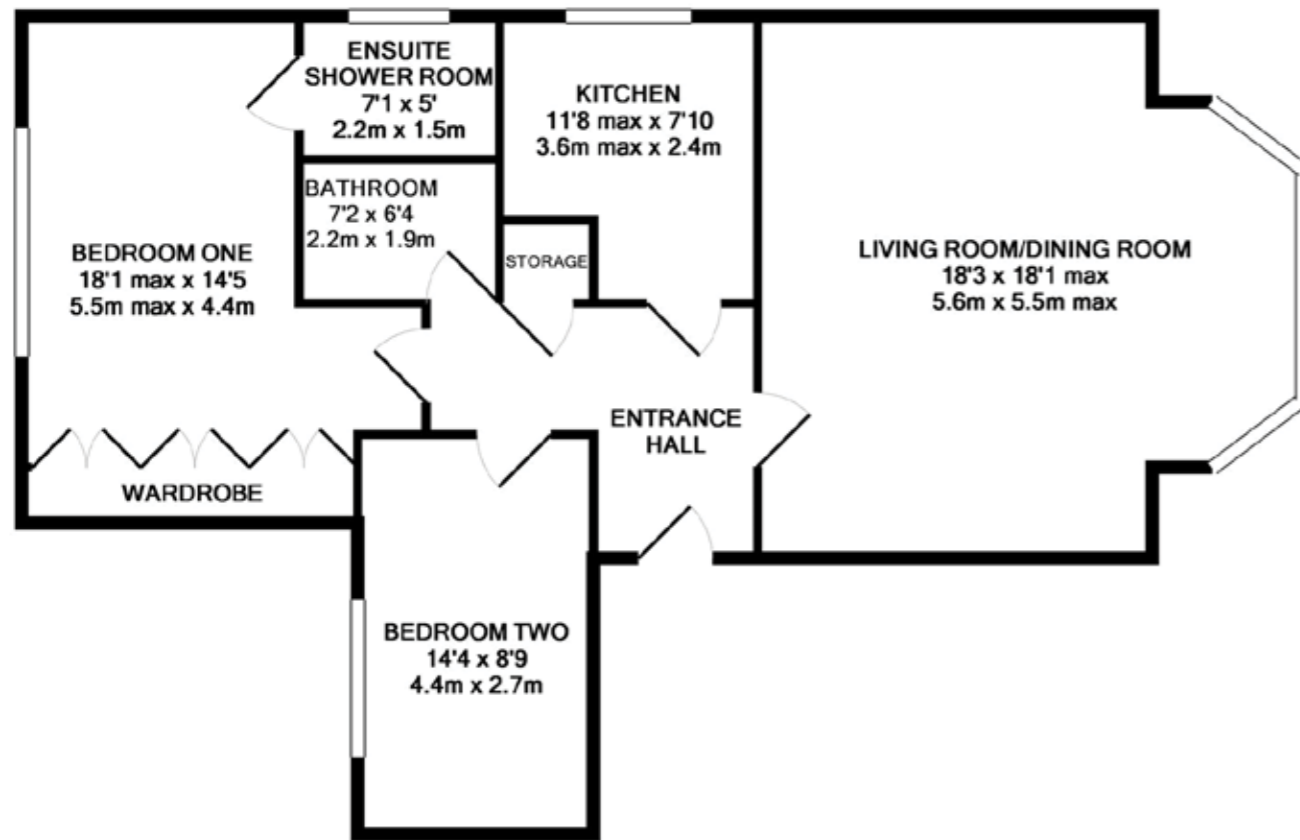 ENSUITE
SHOWER ROOM
7'1 x 5'
2.2m x 1.5m
KITCHEN
11'8 max x 7'10
3.6m max x 2.4m
BATHROOM
7'2 x 6'4
2.2m x 1.9m
BEDROOM ONE
18'1 max x 14'5
5.5m max x 4.4m
STORAGE
LIVING ROOM/DINING ROOM
18'3 x 18'1 max
5.6m x 5.5m max
ENTRANCE
HALL
WARDROBE
BEDROOM TWO
14'4 x 8'9
4.4m x 2.7m